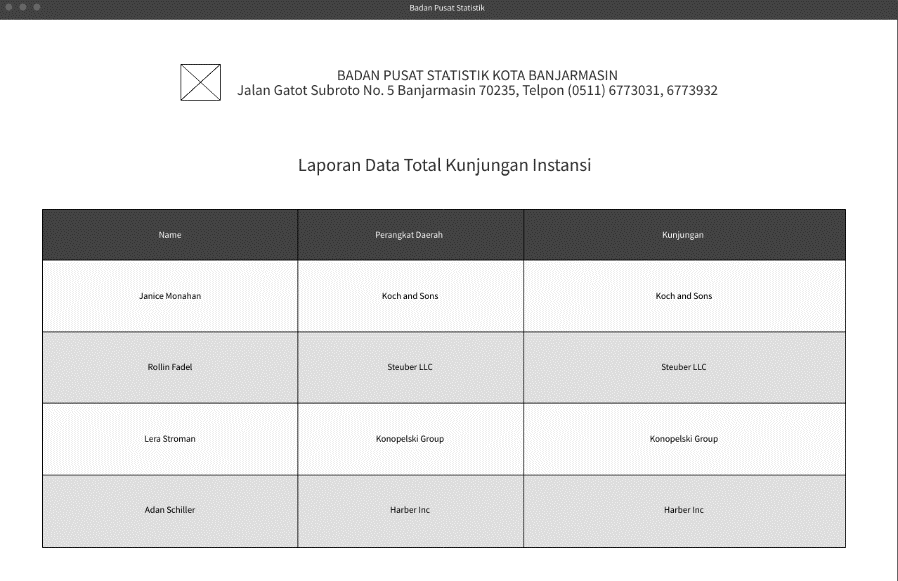 Badan Pusat Statistik
BADAN PUSAT STATISTIK KOTA BANJARMASIN
Jalan Gatot Subroto No. 5 Banjarmasin 70235, Telpon (0511) 6773031, 6773932
Laporan Data Total Kunjungan Instansi
Name Perangkat Daerah Kunjungan
Janice Monahan Koch and Sons Koch and Sons
Rollin Fadel Steuber LLC Steuber LLC
Lera Stroman Konopelski Group Konopelski Group
Adan Schiller Harber Inc Harber Inc